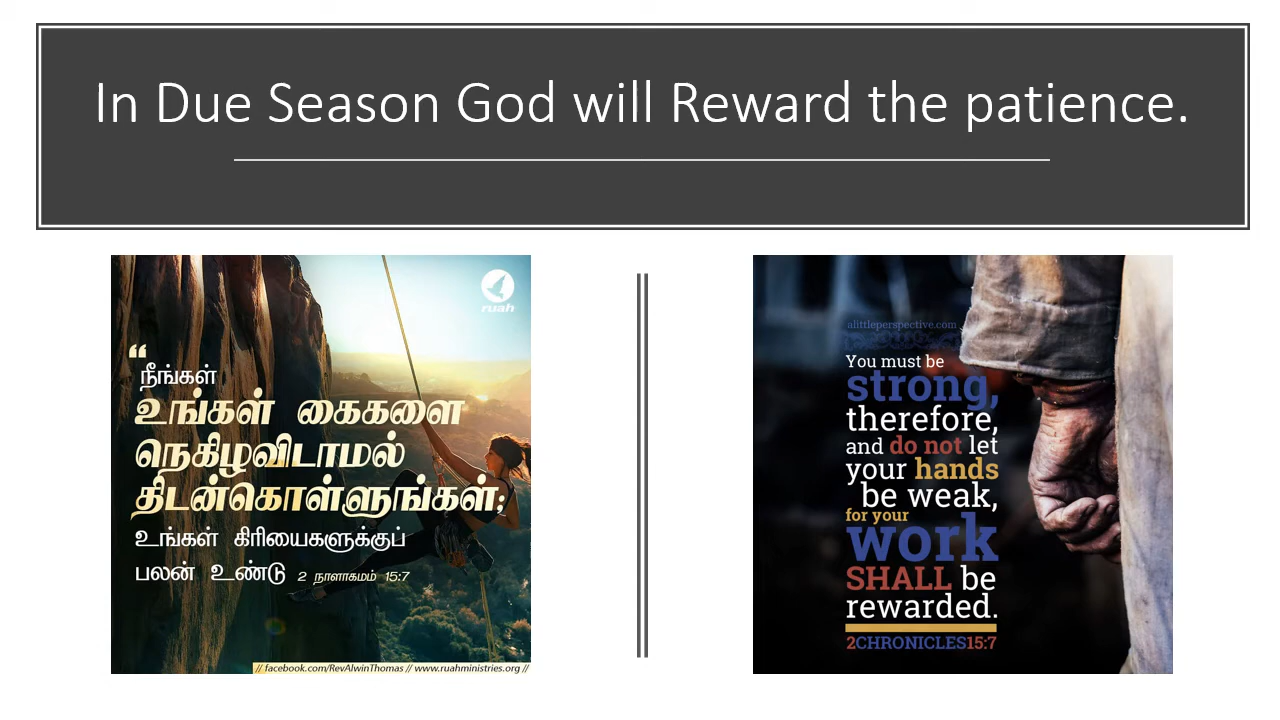 In Due Season God will Reward the patience.
ruah
“
நீங்கள்
உங்கள் கைகளை
நெகிழவிடாமல்
திடன்கொள்ளுங்கள்;
உங்கள் கிரியைகளுக்குப்
பலன் உண்டு 2 நாளாகமம் 15:7
// facebook.com/RevAlwinThomas // www.ruahministries.org //
alittleperspective.com
You must be
strong,
therefore,
and do not let
your hands
be weak,
for your
work
SHALL be
rewarded.
2CHRONICLES15:7